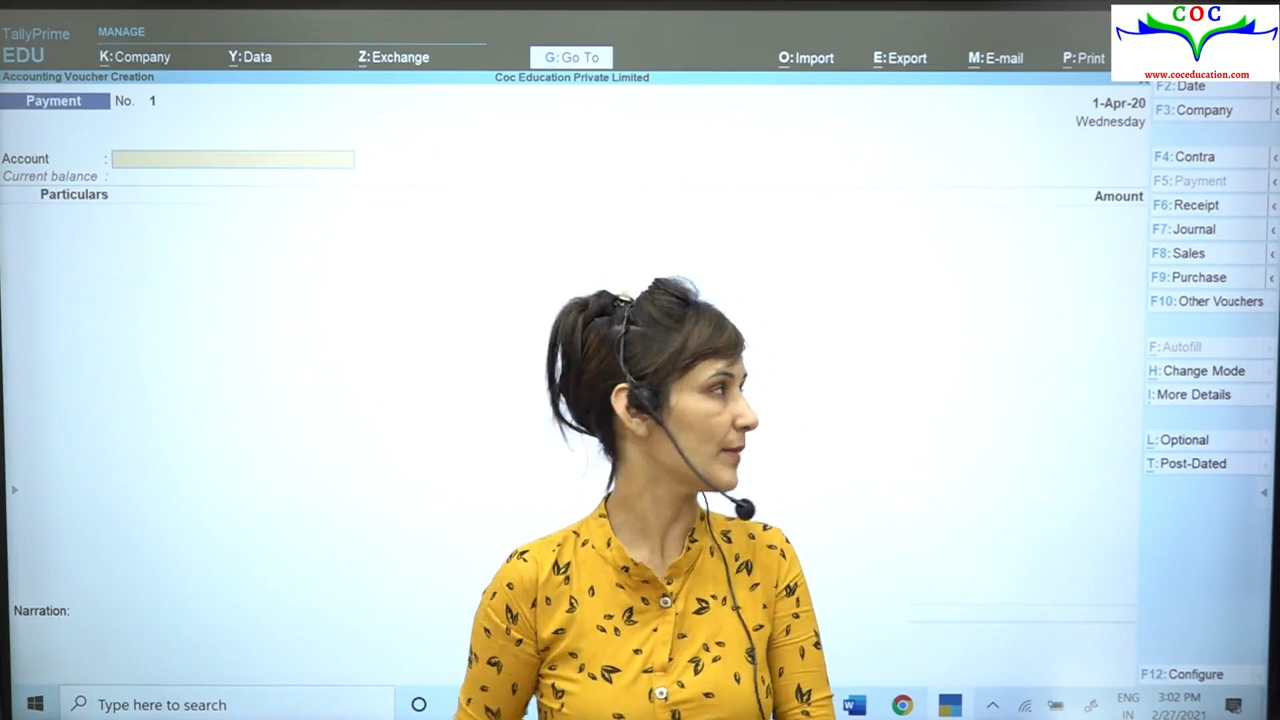 COC
www.coceducation.com
TallyPrime
EDU
MANAGE
K:Company
Y:Data
Z:Exchange
G:Go To
O:Import
E:Export
M:E-mail
P:Print
Accounting Voucher Creation
Coc Education Private Limited
Payment No. 1
1-Apr-20
Wednesday
Account :
Current balance :
Particulars
Amount
F2:Date
F3:Company
F4:Contra
F5:Payment
F6:Receipt
F7:Journal
F8:Sales
F9:Purchase
F10:Other Vouchers
F:Autofill
H:Change Mode
I:More Details
L:Optional
T:Post-Dated
Narration:
F12:Configure
Type here to search
W
ENG
IN
3:02 PM
2/27/2021